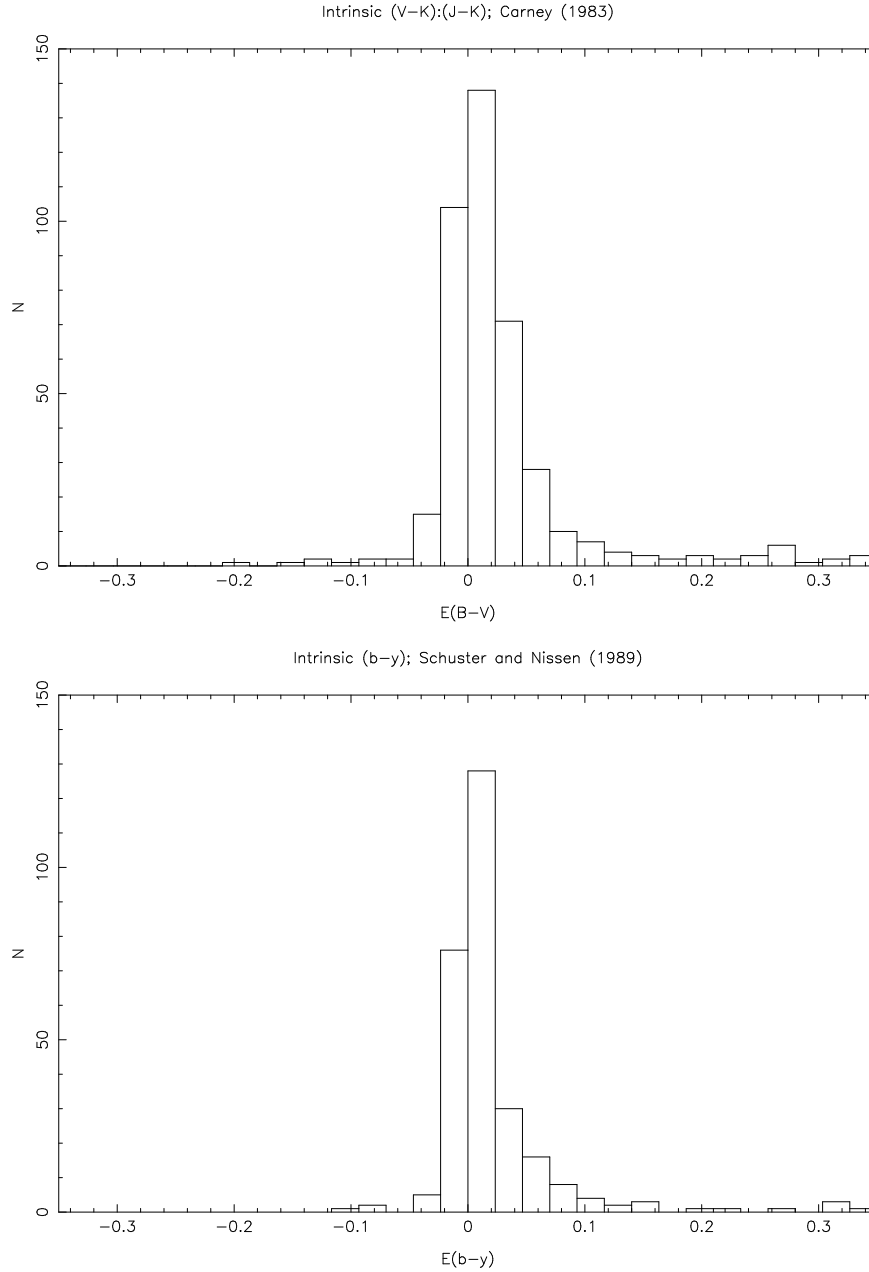 Intrinsic (V−K):(J−K); Carney (1983)
150
100
N
50
0
−0.3 −0.2 −0.1 0 0.1 0.2 0.3
E(B−V)
Intrinsic (b−y); Schuster and Nissen (1989)
150
100
N
50
0
−0.3 −0.2 −0.1 0 0.1 0.2 0.3
E(b−y)